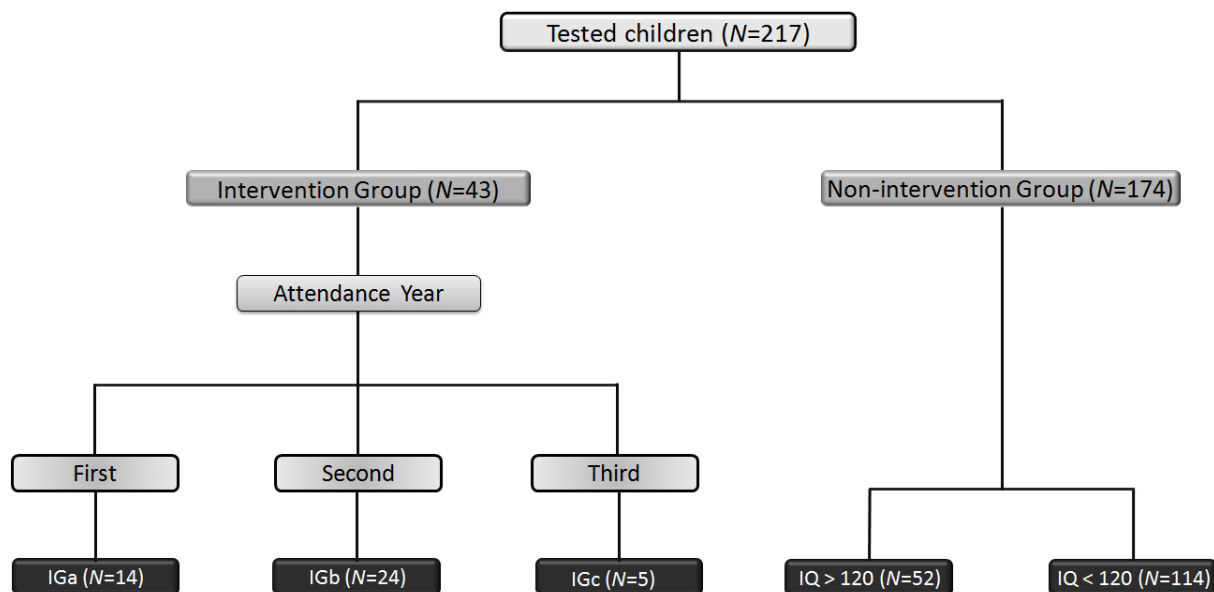 Tested children (N=217)
Intervention Group (N=43)
Non-intervention Group (N=174)
Attendance Year
First
Second
Third
IGa (N=14)
IGb (N=24)
IGc (N=5)
IQ > 120 (N=52)
IQ < 120 (N=114)